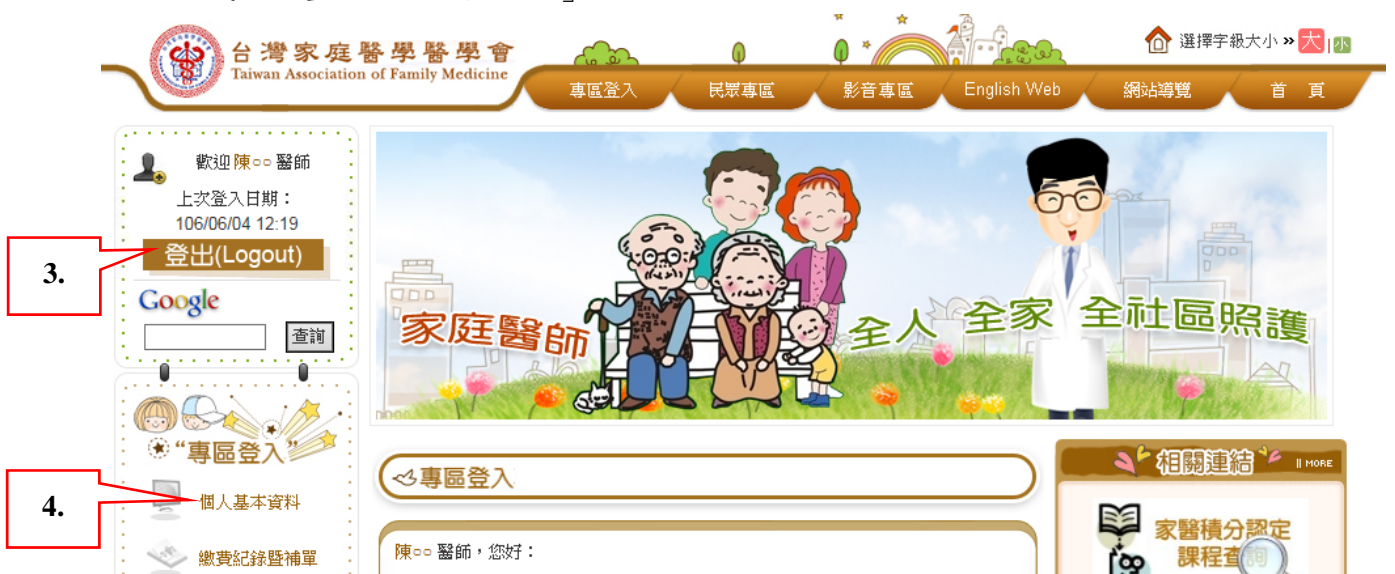 台灣家庭醫學醫學會
Taiwan Association of Family Medicine
選擇字級大小 » 大 | 小
專區登入 民眾專區 影音專區 English Web 網站導覽 首 頁
歡迎 陳○○ 醫師
上次登入日期：
106/06/04 12:19
3.
登出(Logout)
Google
查詢
家庭醫師 全人 全家 全社區照護
“專區登入”
4.
個人基本資料
繳費紀錄暨補單
專區登入
陳○○ 醫師，您好：
相關連結 || MORE
家醫積分認定
課程查詢